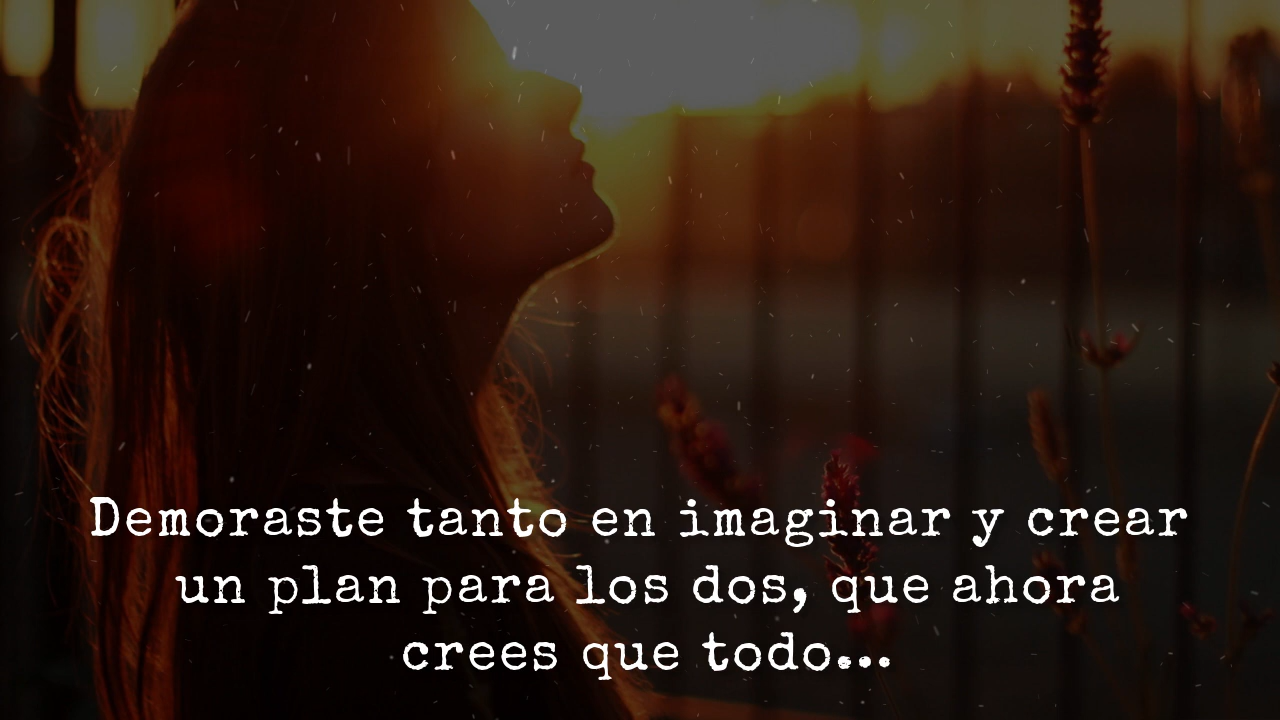 Demoraste tanto en imaginar y crear
un plan para los dos, que ahora
crees que todo...